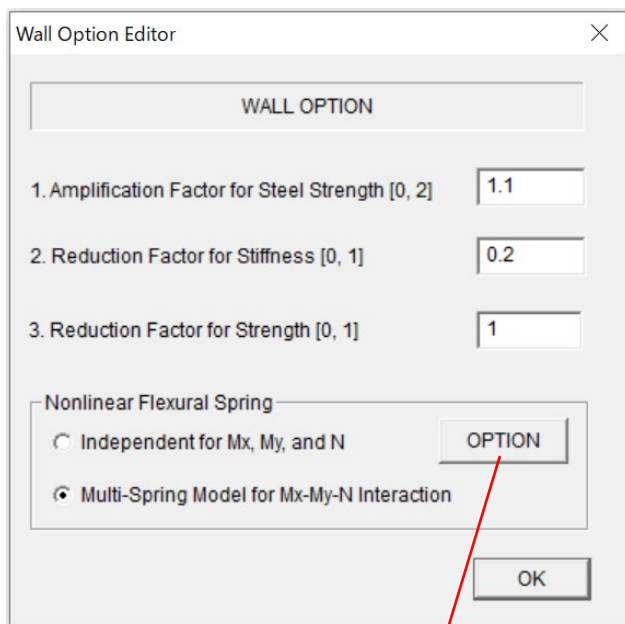 Wall Option Editor
WALL OPTION
1. Amplification Factor for Steel Strength [0, 2] 1.1
2. Reduction Factor for Stiffness [0, 1] 0.2
3. Reduction Factor for Strength [0, 1] 1
Nonlinear Flexural Spring
Independent for Mx, My, and N OPTION
Multi-Spring Model for Mx-My-N Interaction
OK